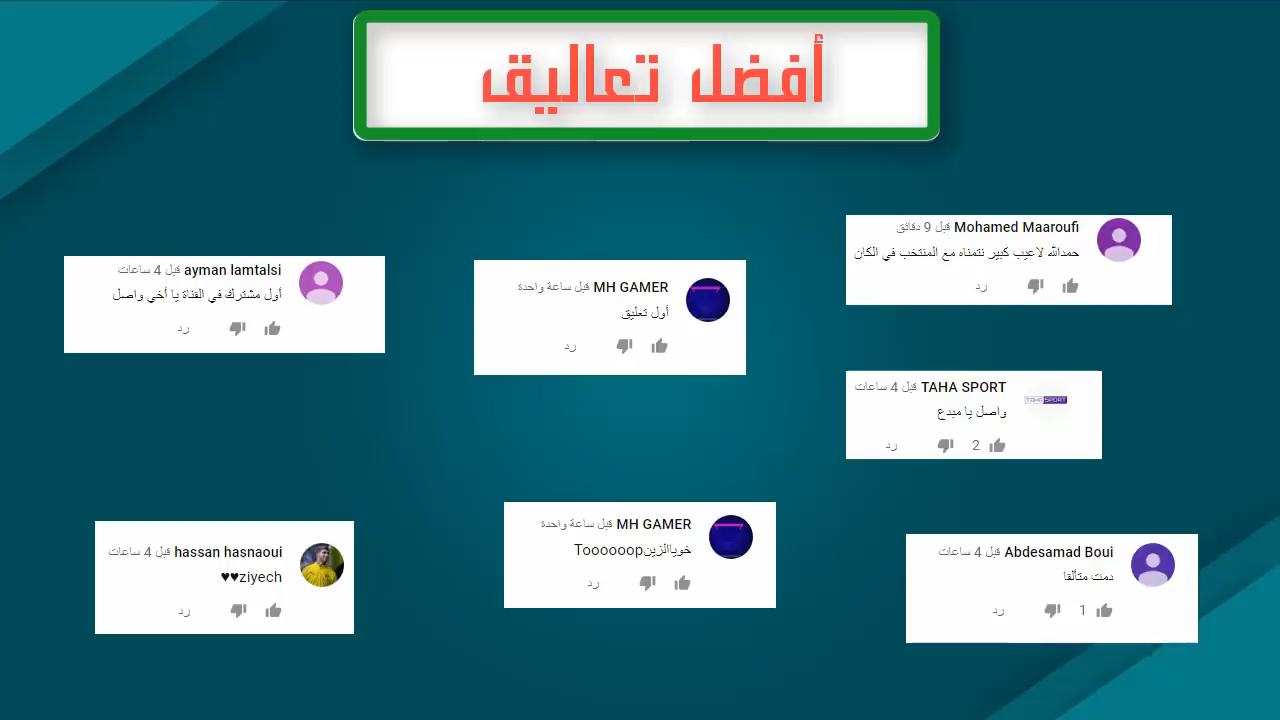 أفضل تعاليق
Mohamed Maaroufi قبل 9 دقائق
حمدالله لاعيب كبير نتمناه مع المنتخب في الكان
رد
MH GAMER قبل ساعة واحدة
أول تعليق
رد
ayman lamtalsi قبل 4 ساعات
أول مشترك في القناة يا أخي واصل
رد
TAHA SPORT
TAHA SPORT قبل 4 ساعات
واصل يا مبدع
2 رد
Abdesamad Boui قبل 4 ساعات
دمت متألقا
1 رد
MH GAMER قبل ساعة واحدة
خوياالزينToooooop
رد
hassan hasnaoui قبل 4 ساعات
ziyech♥♥
رد